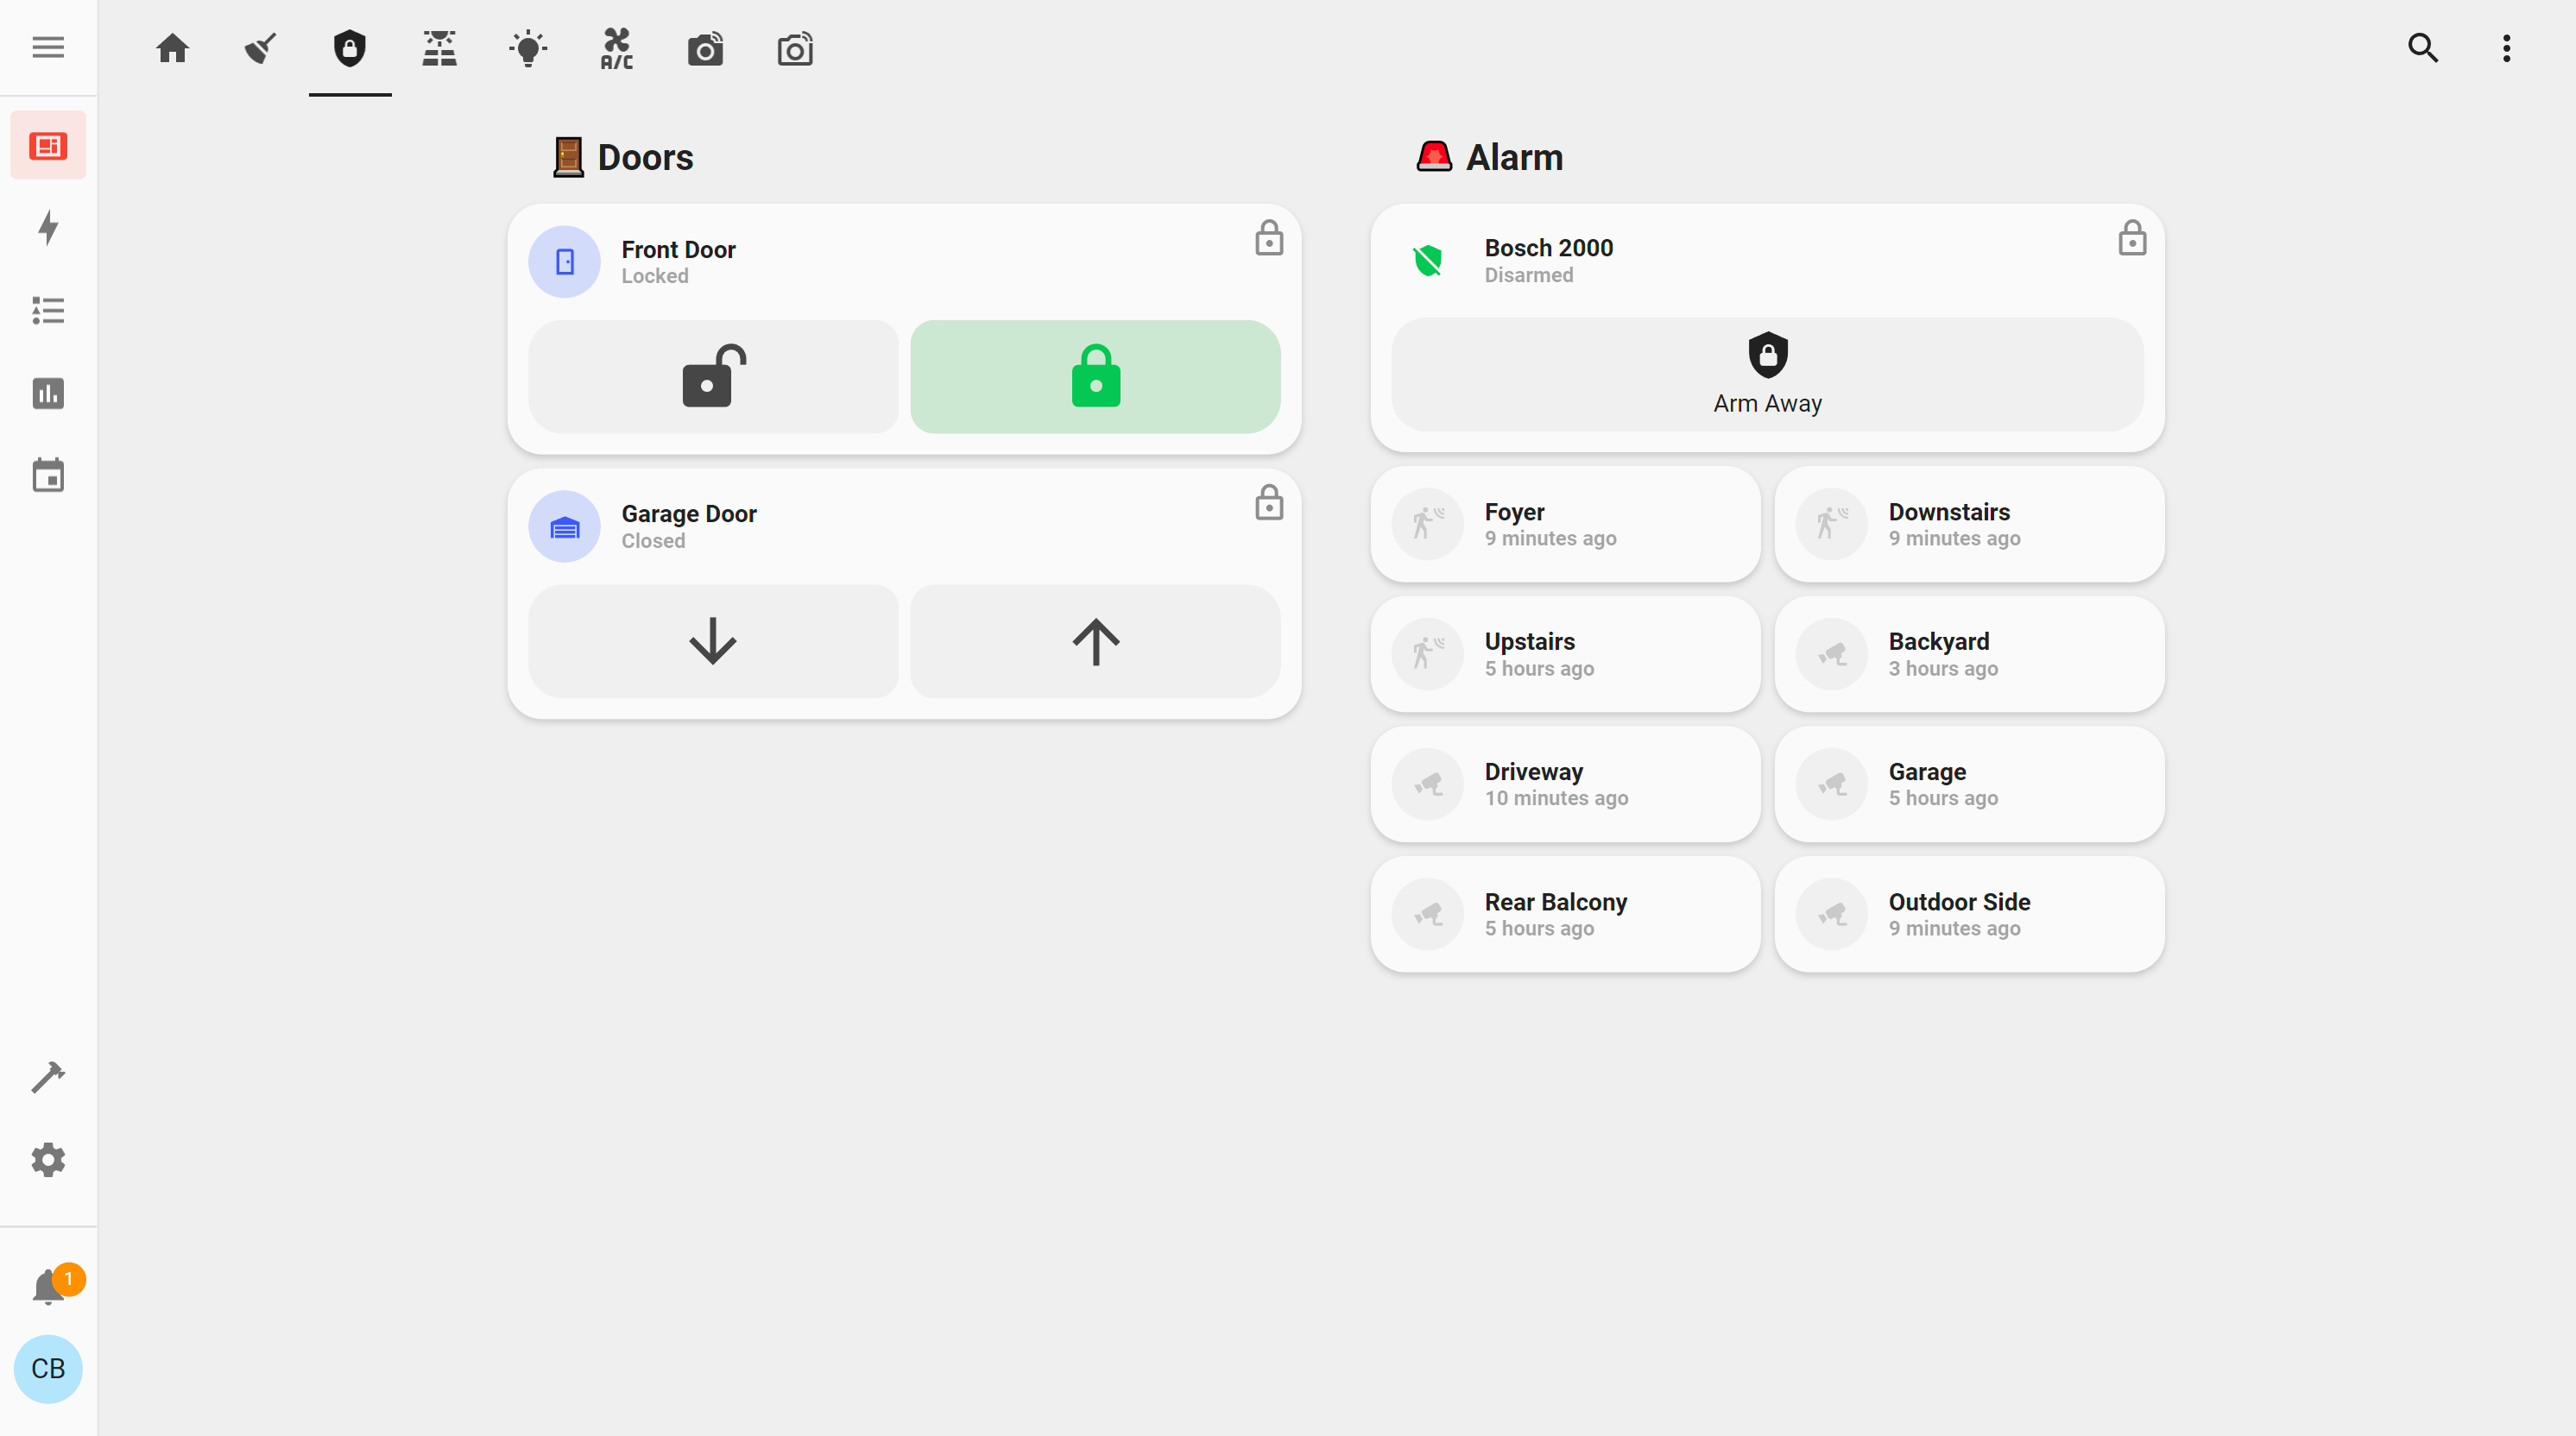 A/C
🚪 Doors
Front Door
Locked
Garage Door
Closed
🚨 Alarm
Bosch 2000
Disarmed
Arm Away
Foyer
9 minutes ago
Downstairs
9 minutes ago
Upstairs
5 hours ago
Backyard
3 hours ago
Driveway
10 minutes ago
Garage
5 hours ago
Rear Balcony
5 hours ago
Outdoor Side
9 minutes ago
1
CB